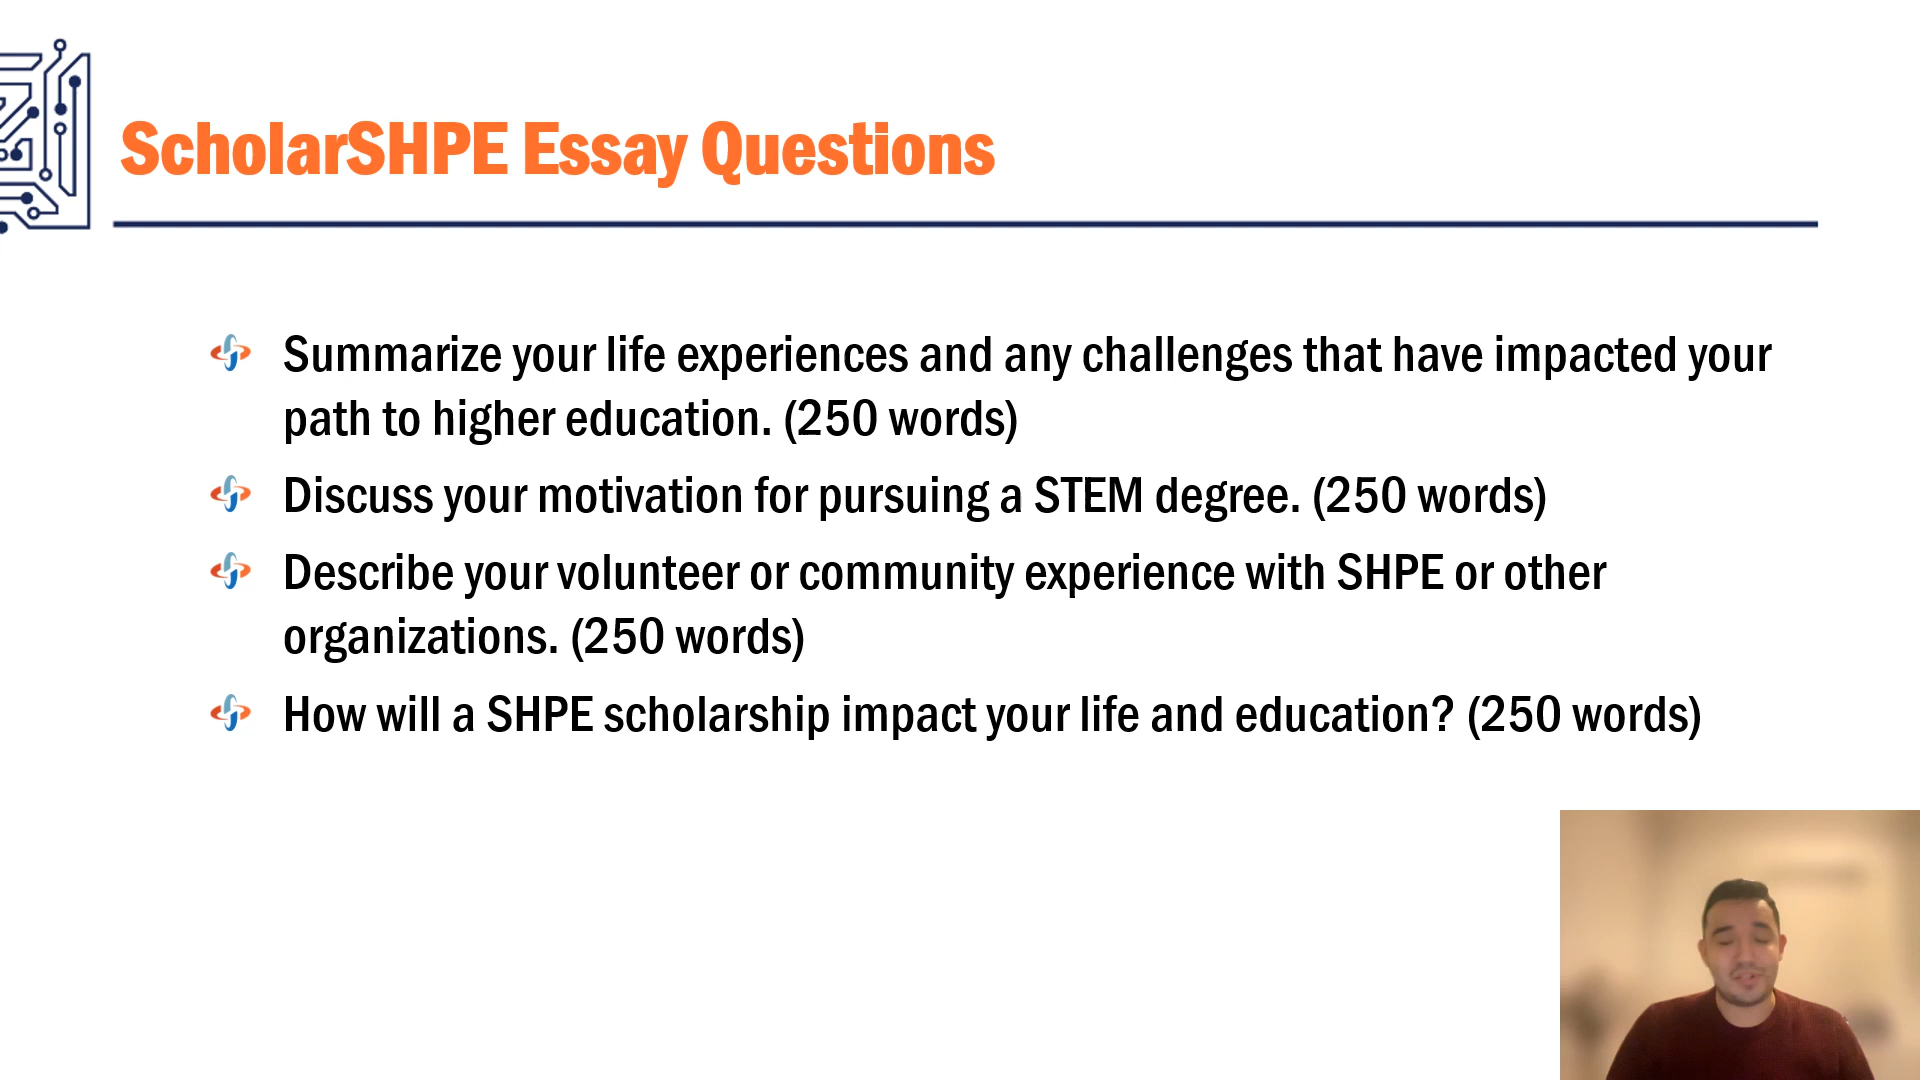 ScholarSHPE Essay Questions
Summarize your life experiences and any challenges that have impacted your
path to higher education. (250 words)
Discuss your motivation for pursuing a STEM degree. (250 words)
Describe your volunteer or community experience with SHPE or other
organizations. (250 words)
How will a SHPE scholarship impact your life and education? (250 words)